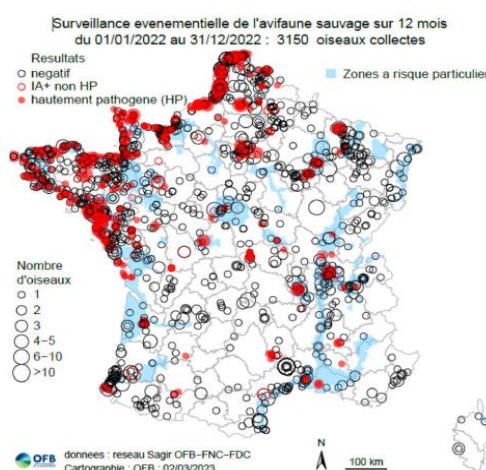 Surveillance evenementielle de l'avifaune sauvage sur 12 mois
du 01/01/2022 au 31/12/2022 : 3150 oiseaux collectes
Resultats
negatif
IA+ non HP
hautement pathogene (HP)
Zones a risque particulier
Nombre
d'oiseaux
1
2
3
4-5
6-10
>10
OFB
donnees : reseau Sagir OFB-FNC-FDC
Cartographie : OFB : 02/03/2023
N
100 km